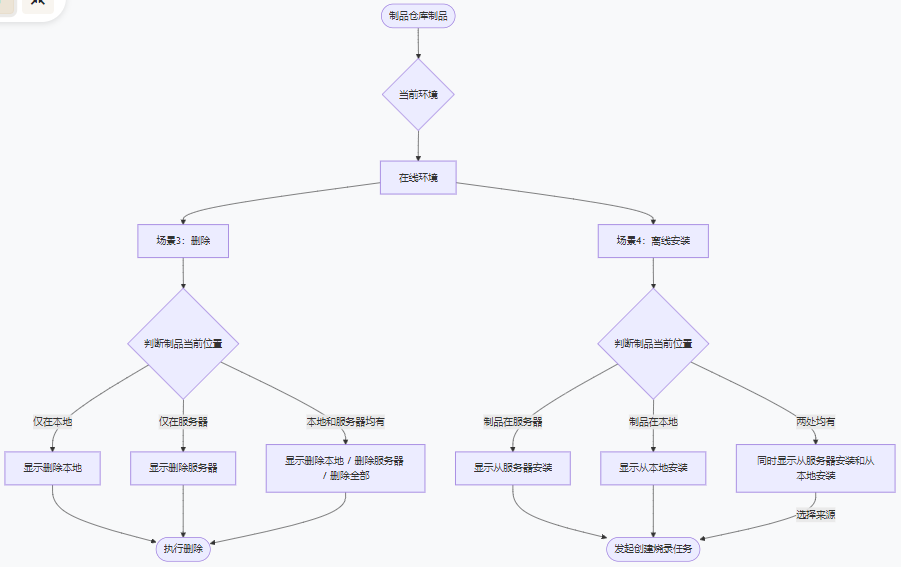 制品仓库制品
当前环境
在线环境
场景3：删除
场景4：离线安装
判断制品当前位置
判断制品当前位置
仅在本地
仅在服务器
本地和服务器均有
制品在服务器
制品在本地
两处均有
显示删除本地
显示删除服务器
显示删除本地 / 删除服务器
/ 删除全部
显示从服务器安装
显示从本地安装
同时显示从服务器安装和从
本地安装
选择来源
执行删除
发起创建烧录任务